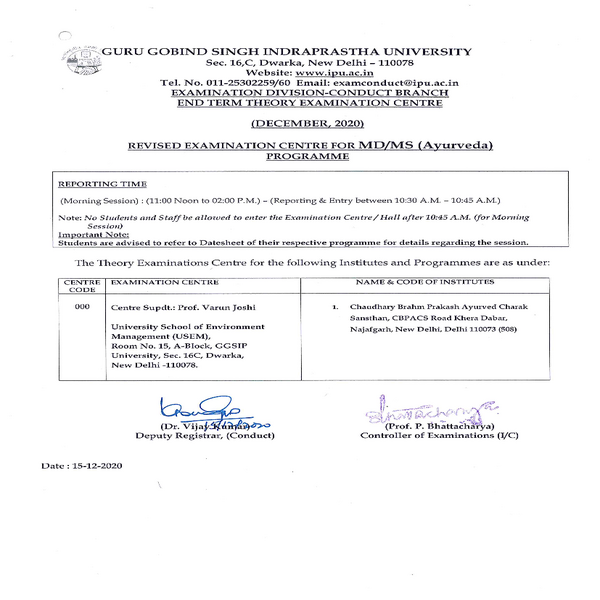 GURU GOBIND SINGH INDRAPRASTHA UNIVERSITY
Sec. 16,C, Dwarka, New Delhi – 110078
Website: www.ipu.ac.in
Tel. No. 011-25302259/60 Email: examconduct@ipu.ac.in
EXAMINATION DIVISION-CONDUCT BRANCH
END TERM THEORY EXAMINATION CENTRE
(DECEMBER, 2020)
REVISED EXAMINATION CENTRE FOR MD/MS (Ayurveda)
PROGRAMME
REPORTING TIME
(Morning Session) : (11:00 Noon to 02:00 P.M.) – (Reporting & Entry between 10:30 A.M. – 10:45 A.M.)
Note: No Students and Staff be allowed to enter the Examination Centre / Hall after 10:45 A.M. (for Morning
Session)
Important Note:
Students are advised to refer to Datesheet of their respective programme for details regarding the session.
The Theory Examinations Centre for the following Institutes and Programmes are as under:
CENTRE CODE
EXAMINATION CENTRE
NAME & CODE OF INSTITUTES
000
Centre Supdt.: Prof. Varun Joshi
University School of Environment
Management (USEM),
Room No. 15, A-Block, GGSIP
University, Sec. 16C, Dwarka,
New Delhi -110078.
1. Chaudhary Brahm Prakash Ayurved Charak
Sansthan, CBPACS Road Khera Dabar,
Najafgarh, New Delhi, Delhi 110073 (508)
(Dr. Vijay Kumar)
Deputy Registrar, (Conduct)
Bhattacharya
(Prof. P. Bhattacharya)
Controller of Examinations (I/C)
Date : 15-12-2020